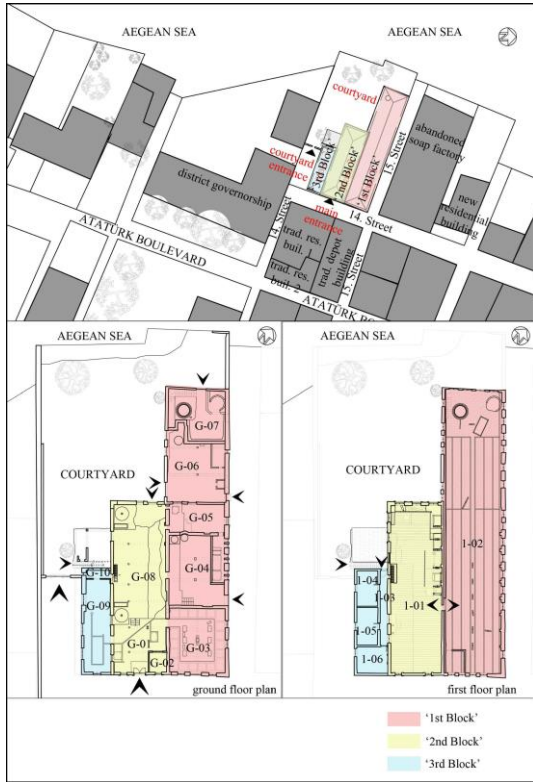 AEGEAN SEA
AEGEAN SEA
courtyard
courtyard
entrance
'3rd Block'
'2nd Block'
'1st Block'
15. Street
abandoned
soap factory
district governorship
main
entrance
14. Street
new
residential
building
14. Street
trad. res.
buil. 1
trad. res.
buil. 2
trad. depot
building
15. Street
ATATÜRK BOULEVARD
AEGEAN SEA
COURTYARD
G-07
G-06
G-05
G-04
G-03
G-08
G-10
G-09
G-01
G-02
ground floor plan
AEGEAN SEA
COURTYARD
1-02
1-04
1-03
1-01
1-05
1-06
first floor plan
'1st Block'
'2nd Block'
'3rd Block'